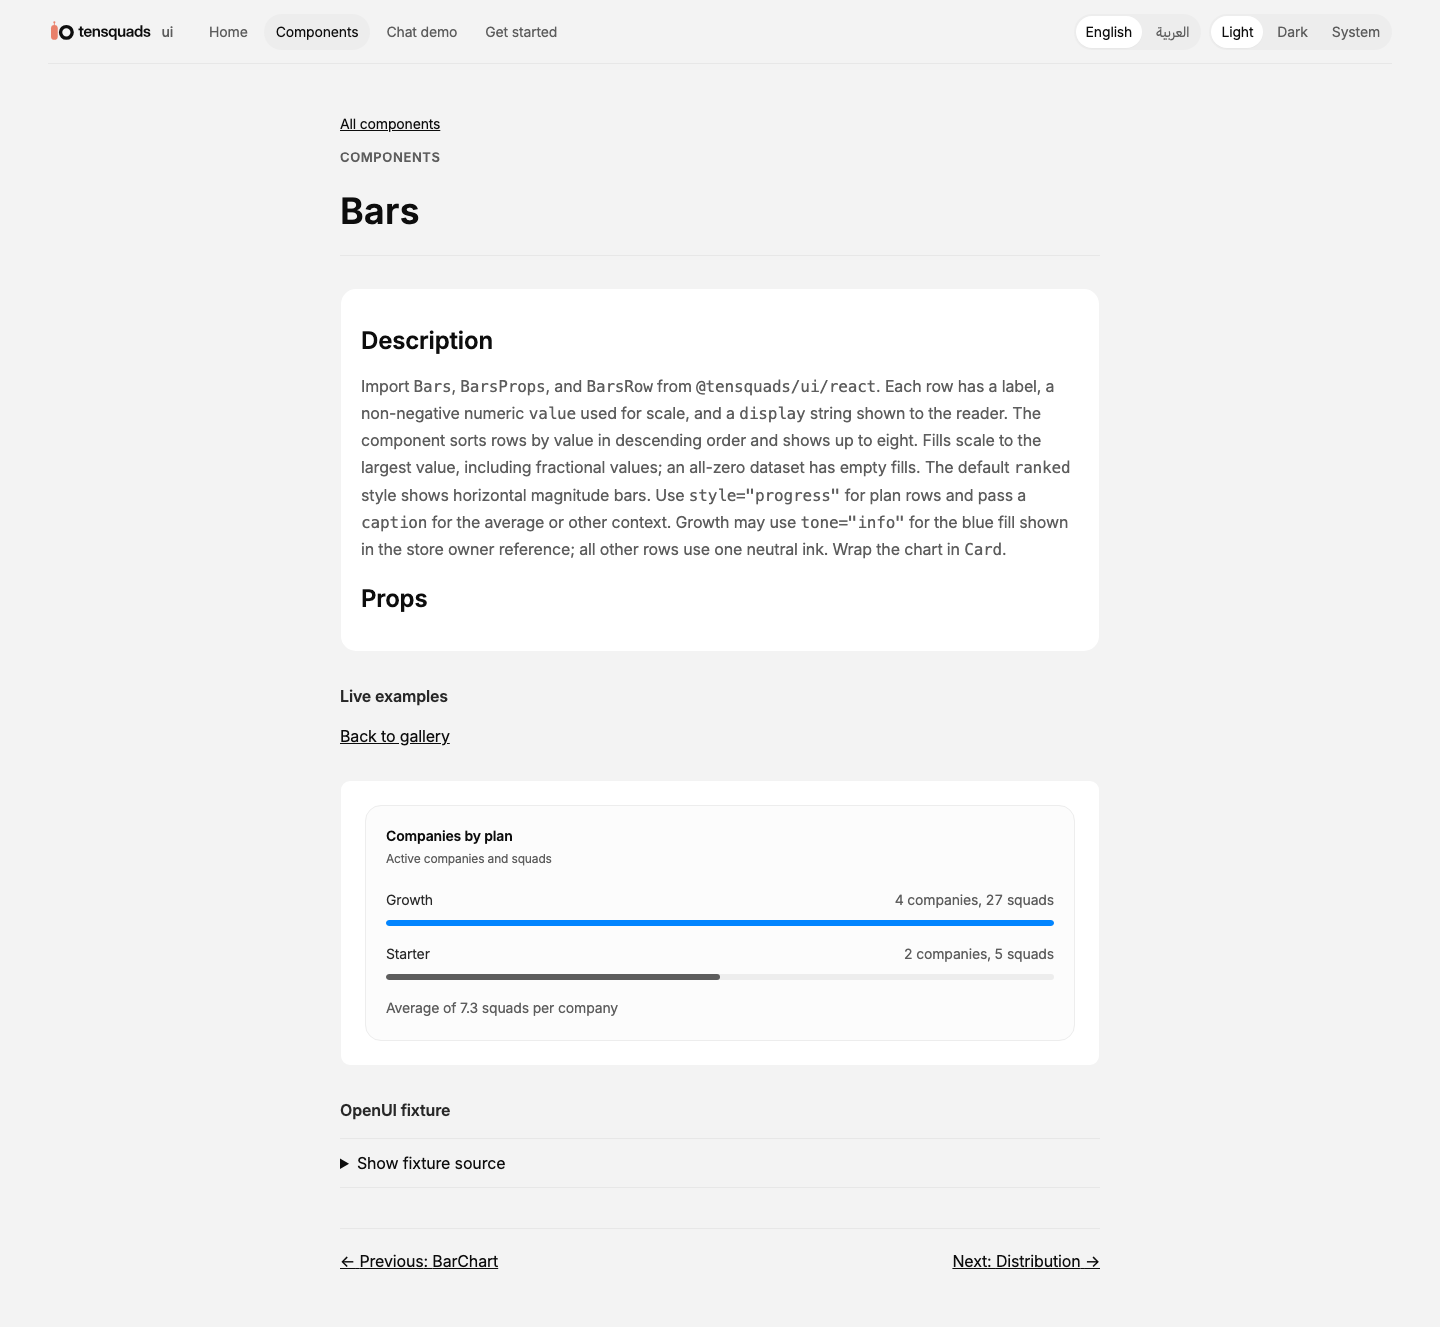 tensquads ui
Home
Components
Chat demo
Get started
English
العربية
Light
Dark
System
All components
COMPONENTS
Bars
Description
Import Bars, BarsProps, and BarsRow from @tensquads/ui/react. Each row has a label, a
non-negative numeric value used for scale, and a display string shown to the reader. The
component sorts rows by value in descending order and shows up to eight. Fills scale to the
largest value, including fractional values; an all-zero dataset has empty fills. The default ranked
style shows horizontal magnitude bars. Use style="progress" for plan rows and pass a
caption for the average or other context. Growth may use tone="info" for the blue fill shown
in the store owner reference; all other rows use one neutral ink. Wrap the chart in Card.
Props
Live examples
Back to gallery
Companies by plan
Active companies and squads
Growth
4 companies, 27 squads
Starter
2 companies, 5 squads
Average of 7.3 squads per company
OpenUI fixture
▶ Show fixture source
← Previous: BarChart
Next: Distribution →